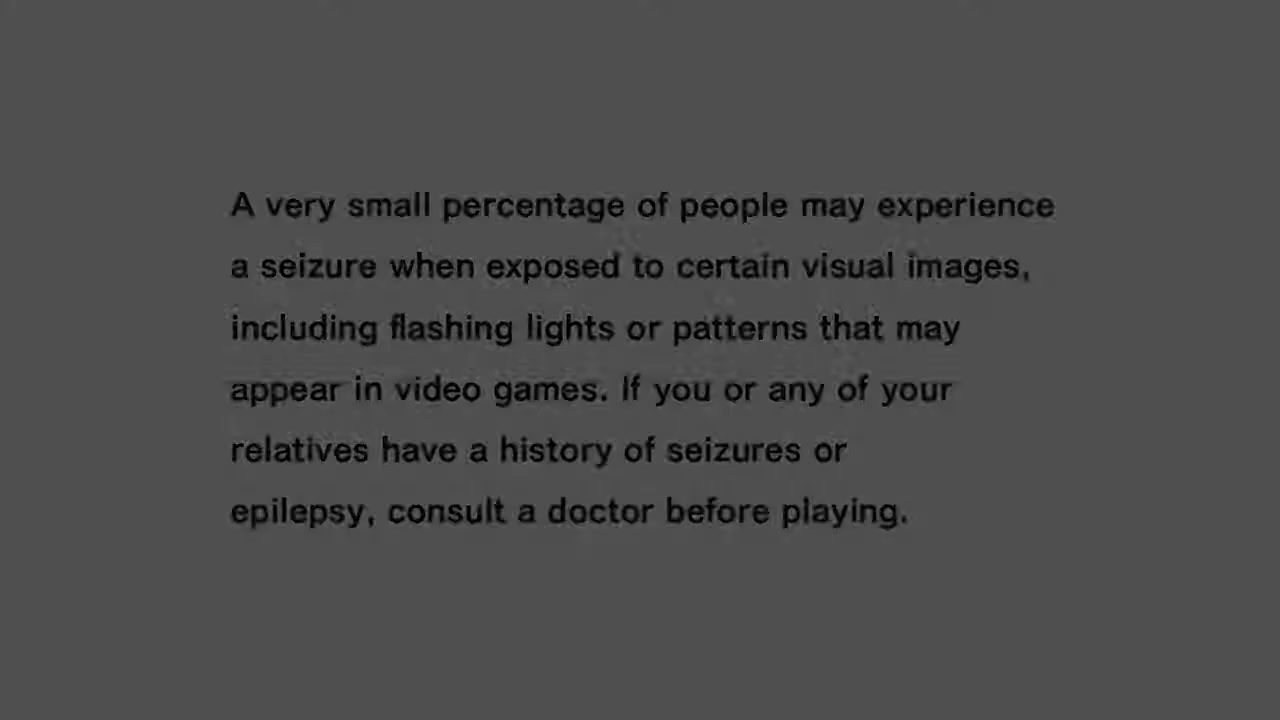 A very small percentage of people may experience
a seizure when exposed to certain visual images,
including flashing lights or patterns that may
appear in video games. If you or any of your
relatives have a history of seizures or
epilepsy, consult a doctor before playing.